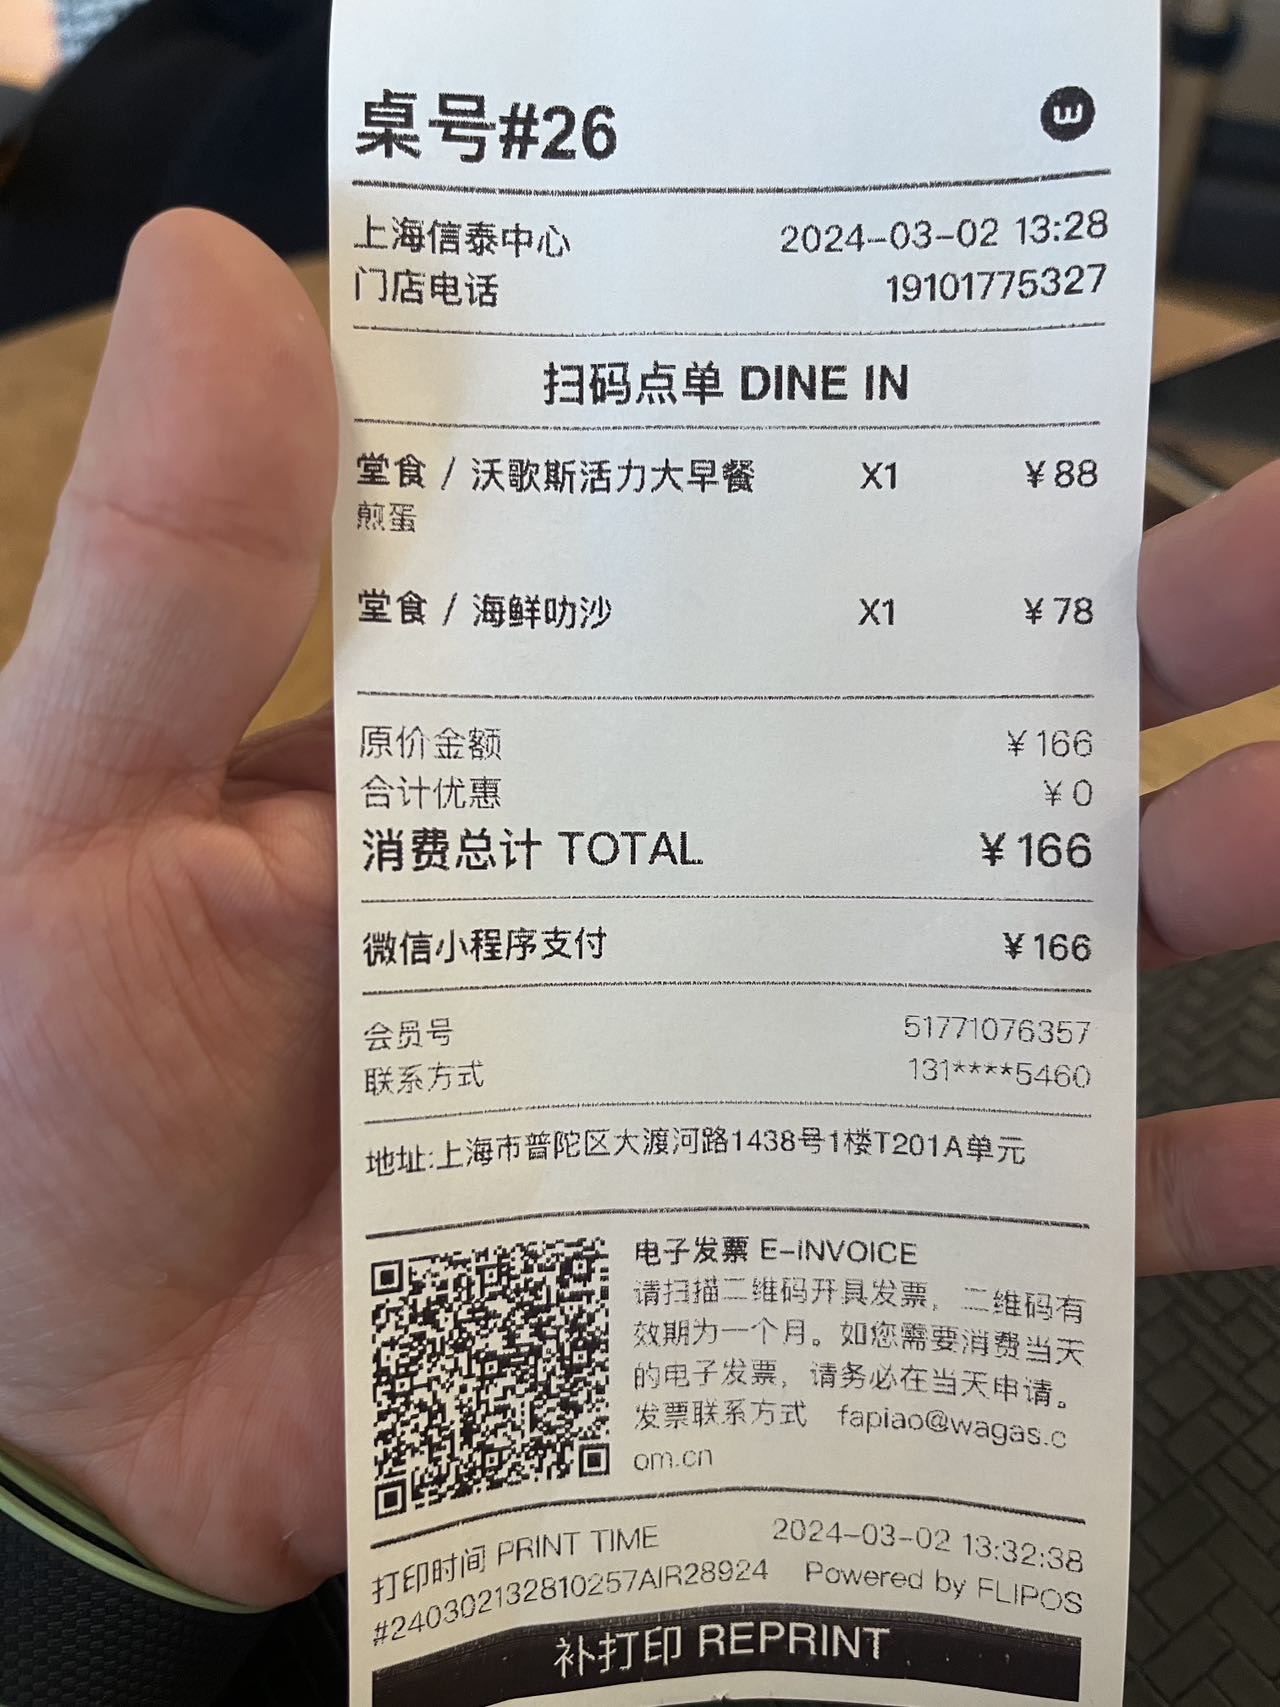 桌号#26
W
上海信泰中心 2024-03-02 13:28
门店电话 19101775327
扫码点单 DINE IN
堂食 / 沃歌斯活力大早餐 X1 ¥88
煎蛋
堂食 / 海鲜叻沙 X1 ¥78
原价金额 ¥166
合计优惠 ¥0
消费总计 TOTAL ¥166
微信小程序支付 ¥166
会员号 51771076357
联系方式 131****5460
地址:上海市普陀区大渡河路1438号1楼T201A单元
电子发票 E-INVOICE
请扫描二维码开具发票，二维码有
效期为一个月。如您需要消费当天
的电子发票，请务必在当天申请。
发票联系方式 fapiao@wagas.c
om.cn
打印时间 PRINT TIME 2024-03-02 13:32:38
#240302132810257AIR28924 Powered by FLIPOS
补打印 REPRINT